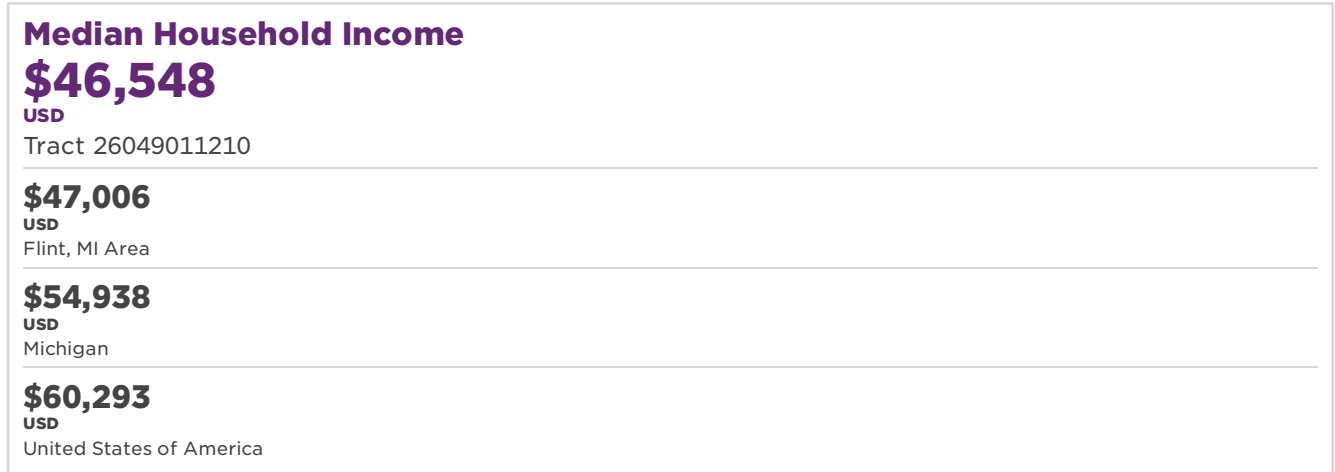 Median Household Income
$46,548
USD
Tract 26049011210
$47,006
USD
Flint, MI Area
$54,938
USD
Michigan
$60,293
USD
United States of America